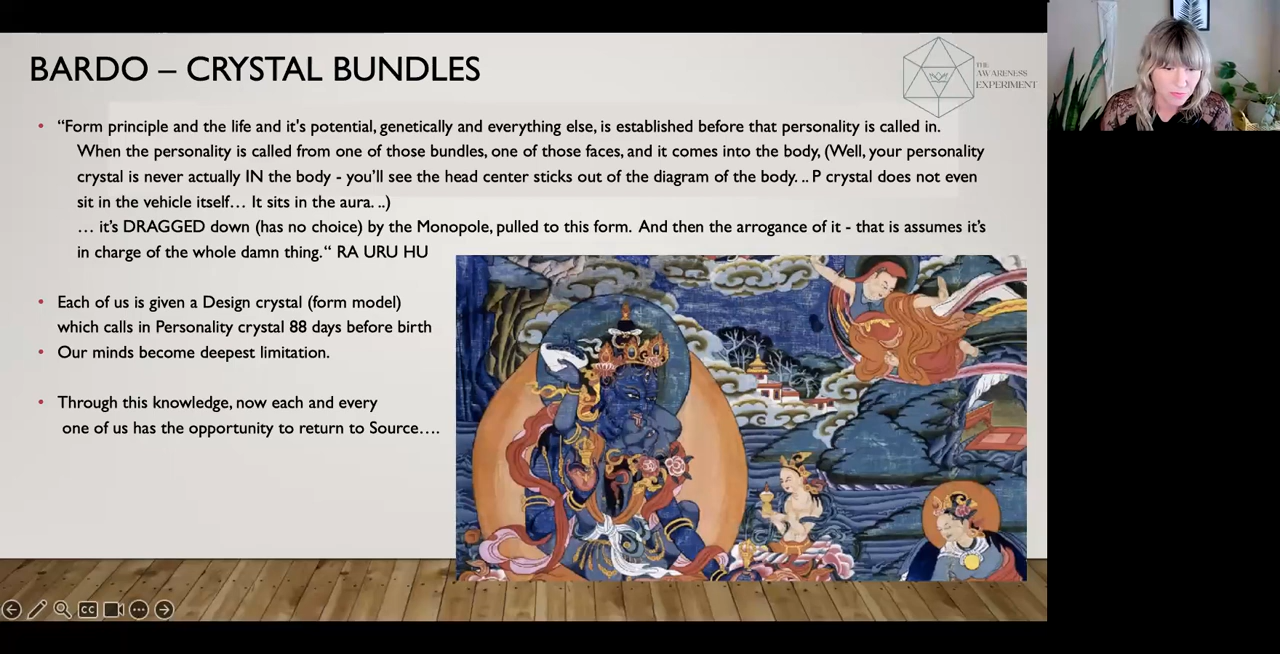 BARDO – CRYSTAL BUNDLES
THE
AWARENESS
EXPERIMENT
• “Form principle and the life and it's potential, genetically and everything else, is established before that personality is called in.
When the personality is called from one of those bundles, one of those faces, and it comes into the body, (Well, your personality
crystal is never actually IN the body - you’ll see the head center sticks out of the diagram of the body. .. P crystal does not even
sit in the vehicle itself… It sits in the aura. ..)
… it’s DRAGGED down (has no choice) by the Monopole, pulled to this form. And then the arrogance of it - that is assumes it’s
in charge of the whole damn thing.“ RA URU HU
• Each of us is given a Design crystal (form model)
which calls in Personality crystal 88 days before birth
• Our minds become deepest limitation.
• Through this knowledge, now each and every
one of us has the opportunity to return to Source….
CC